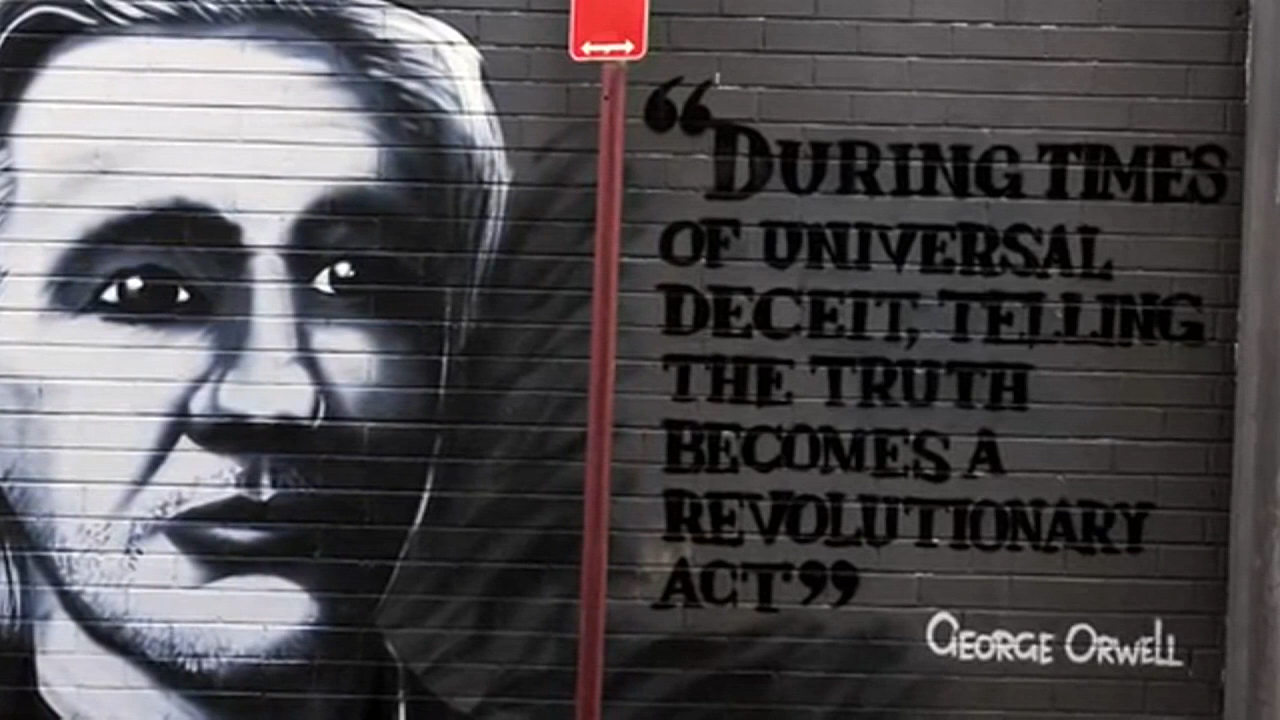 “DURING TIMES
OF UNIVERSAL
DECEIT, TELLING
THE TRUTH
BECOMES A
REVOLUTIONARY
ACT”
GEORGE ORWELL